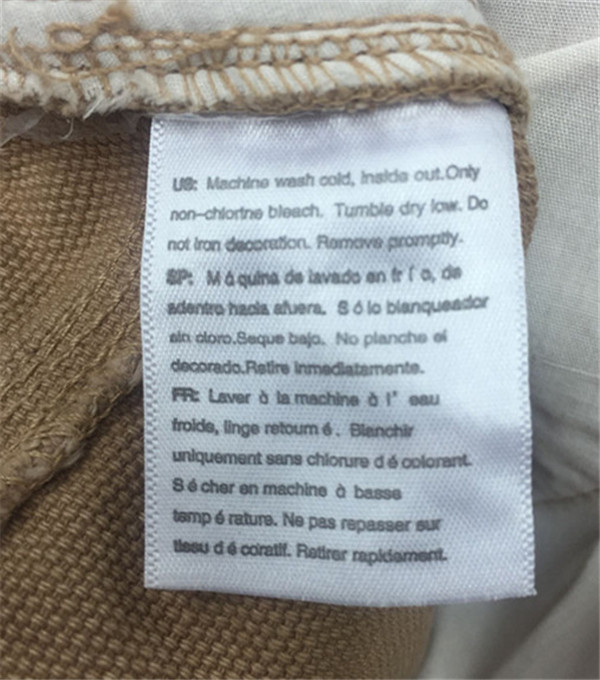 US: Machine wash cold, inside out.Only
non-chlorine bleach. Tumble dry low. Do
not iron decoration. Remove promptly.
SP: M á quina de lavado en fr í o, de
adentro hacia afuera. S ó lo blanqueador
sin cloro.Seque bajo. No planche el
decorado.Retire inmediatamente.
FR: Laver à la machine à l' eau
froide, linge retourn é. Blanchir
uniquement sans chlorure d é colorant.
S é cher en machine à basse
temp é rature. Ne pas repasser sur
tissu d é coratif. Retirer rapidement.